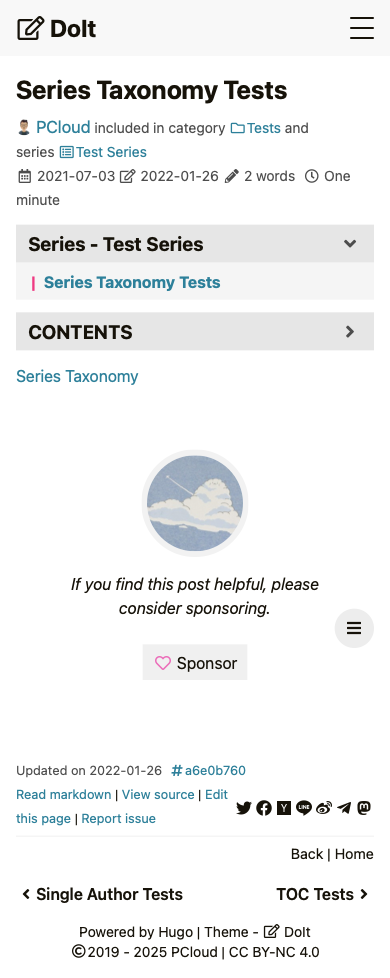 DoIt
Series Taxonomy Tests
PCloud included in category Tests and
series Test Series
2021-07-03 2022-01-26 2 words One
minute
Series - Test Series
Series Taxonomy Tests
CONTENTS
Series Taxonomy
If you find this post helpful, please
consider sponsoring.
Sponsor
Updated on 2022-01-26 #a6e0b760
Read markdown | View source | Edit
this page | Report issue
Back | Home
Single Author Tests
TOC Tests
Powered by Hugo | Theme - DoIt
©2019 - 2025 PCloud | CC BY-NC 4.0